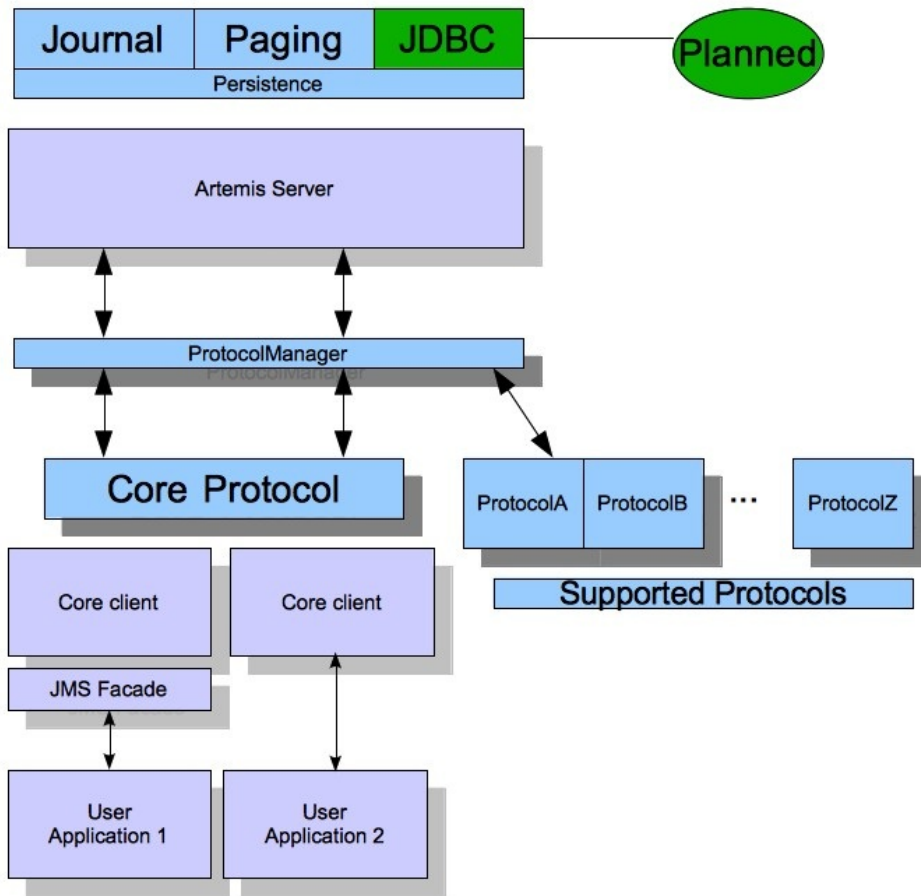 Journal Paging JDBC Planned
Persistence
Artemis Server
ProtocolManager
ProtocolManager
Core Protocol
ProtocolA ProtocolB ... ProtocolZ
Supported Protocols
Core client Core client
JMS Facade
User
Application 1
User
Application 2